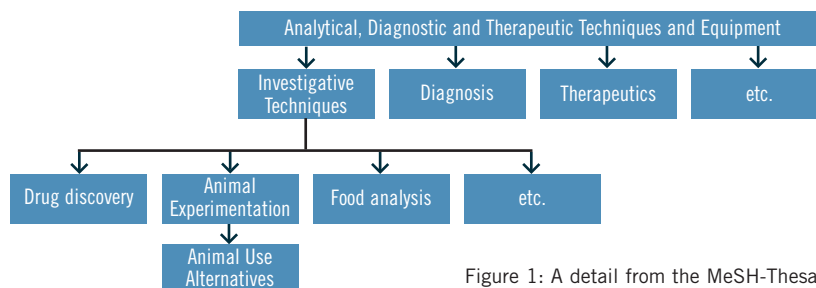 Analytical, Diagnostic and Therapeutic Techniques and Equipment
Investigative
Techniques
Diagnosis
Therapeutics
etc.
Drug discovery
Animal
Experimentation
Food analysis
etc.
Animal Use
Alternatives
Figure 1: A detail from the MeSH-Thesa